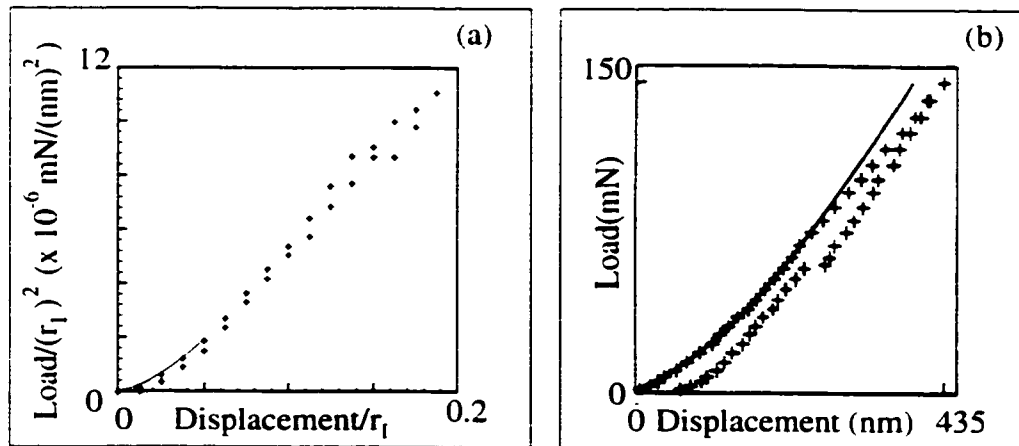 (a)
12
Load/(r₁)² (x 10⁻⁶ mN/(nm)²)
0
0
Displacement/r₁
0.2
(b)
150
Load(mN)
0
0
Displacement (nm)
435